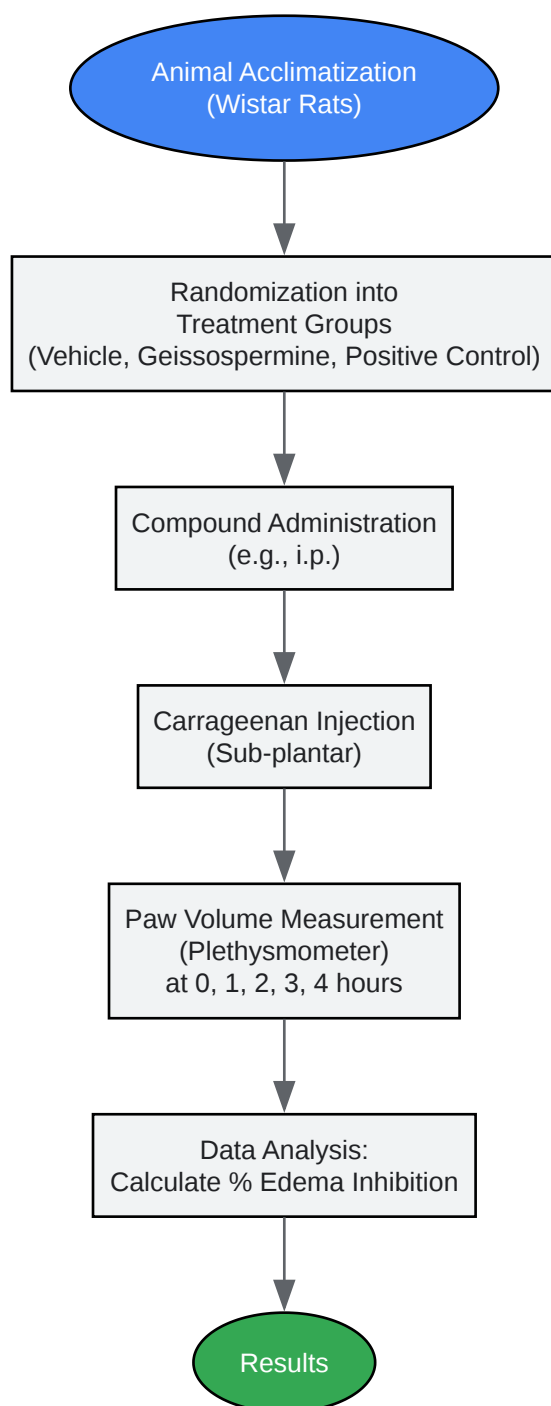 Animal Acclimatization
(Wistar Rats)
Randomization into
Treatment Groups
(Vehicle, Geissospermine, Positive Control)
Compound Administration
(e.g., i.p.)
Carrageenan Injection
(Sub-plantar)
Paw Volume Measurement
(Plethysmometer)
at 0, 1, 2, 3, 4 hours
Data Analysis:
Calculate % Edema Inhibition
Results